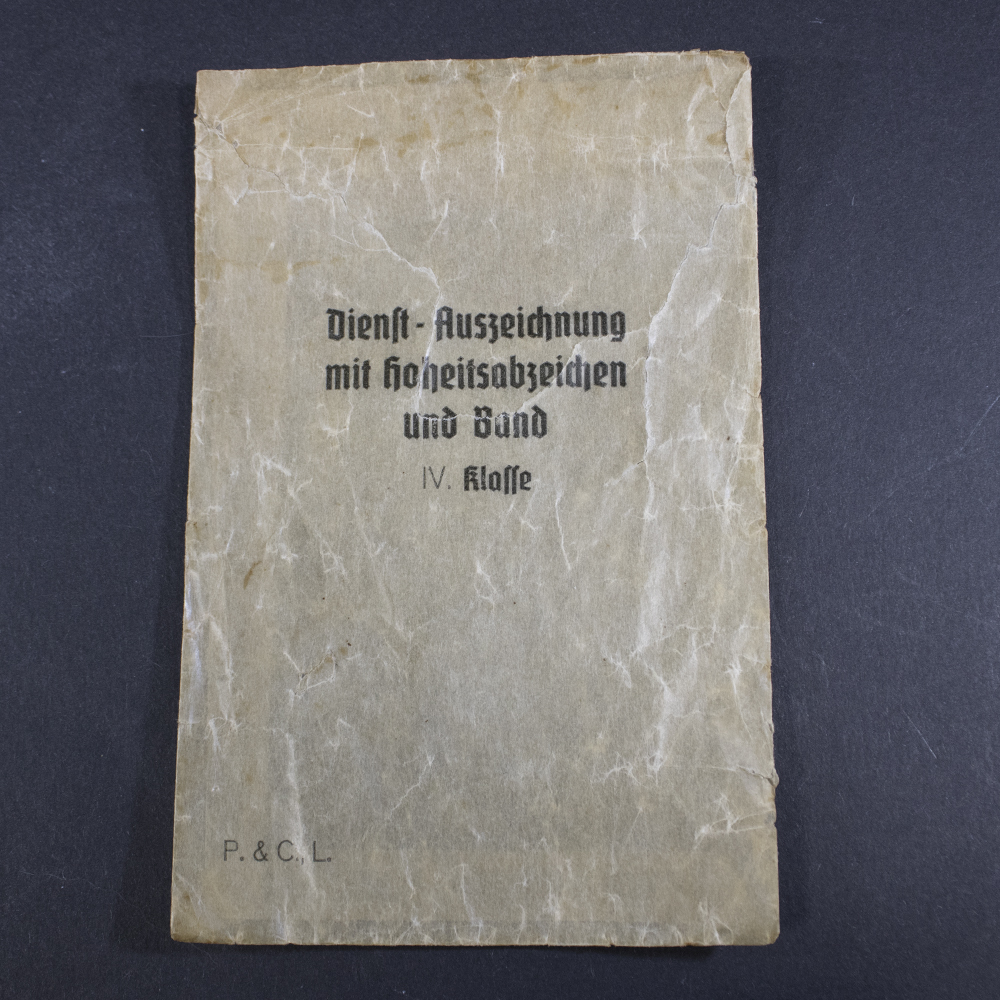 Dienſt - Auszeichnung
mit Hoheitsabzeichen
und Band
IV. Klaſſe
P. & C., L.